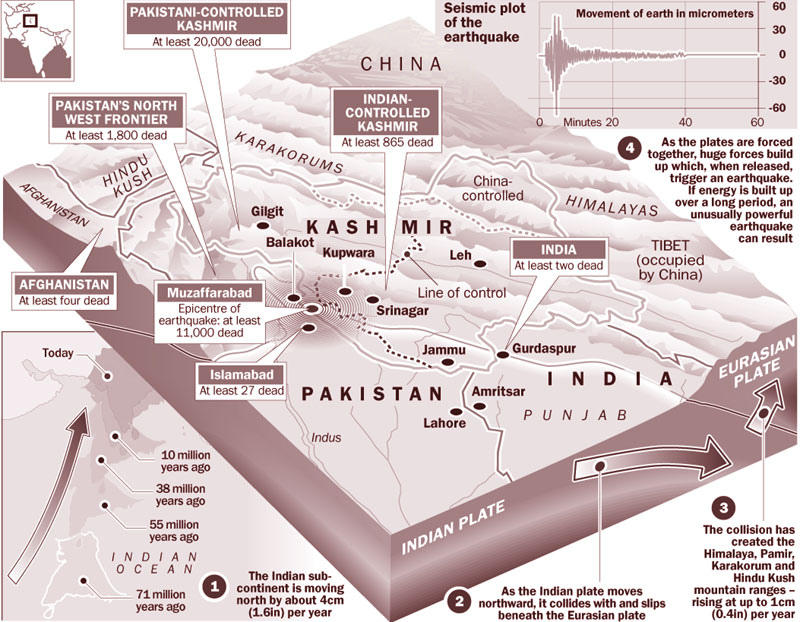 PAKISTANI-CONTROLLED
KASHMIR
At least 20,000 dead
Seismic plot
of the
earthquake
Movement of earth in micrometers
60
30
0
-30
-60
0
Minutes
20
40
60
CHINA
PAKISTAN'S NORTH
WEST FRONTIER
At least 1,800 dead
INDIAN-
CONTROLLED
KASHMIR
At least 865 dead
4
As the plates are forced
together, huge forces build
up which, when released,
trigger an earthquake.
If energy is built up
over a long period, an
unusually powerful
earthquake
can result
HINDU
KUSH
KARAKORUMS
China-
controlled
HIMALAYAS
AFGHANISTAN
Gilgit
KASHMIR
Balakot
Kupwara
Leh
INDIA
At least two dead
TIBET
(occupied
by China)
AFGHANISTAN
At least four dead
Muzaffarabad
Epicentre of
earthquake: at least
11,000 dead
Srinagar
Line of control
Islamabad
At least 27 dead
Jammu
Gurdaspur
PAKISTAN
INDIA
EURASIAN
PLATE
Amritsar
Lahore
PUNJAB
Indus
Today
10 million
years ago
38 million
years ago
55 million
years ago
INDIAN
OCEAN
71 million
years ago
1
The Indian sub-
continent is moving
north by about 4cm
(1.6in) per year
INDIAN PLATE
2
As the Indian plate moves
northward, it collides with and slips
beneath the Eurasian plate
3
The collision has
created the
Himalaya, Pamir,
Karakorum and
Hindu Kush
mountain ranges –
rising at up to 1cm
(0.4in) per year